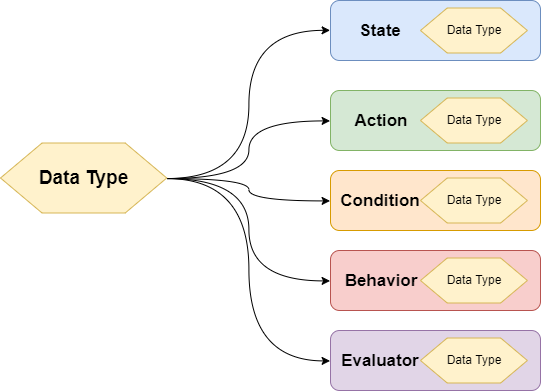 Data Type
State Data Type
Action Data Type
Condition Data Type
Behavior Data Type
Evaluator Data Type